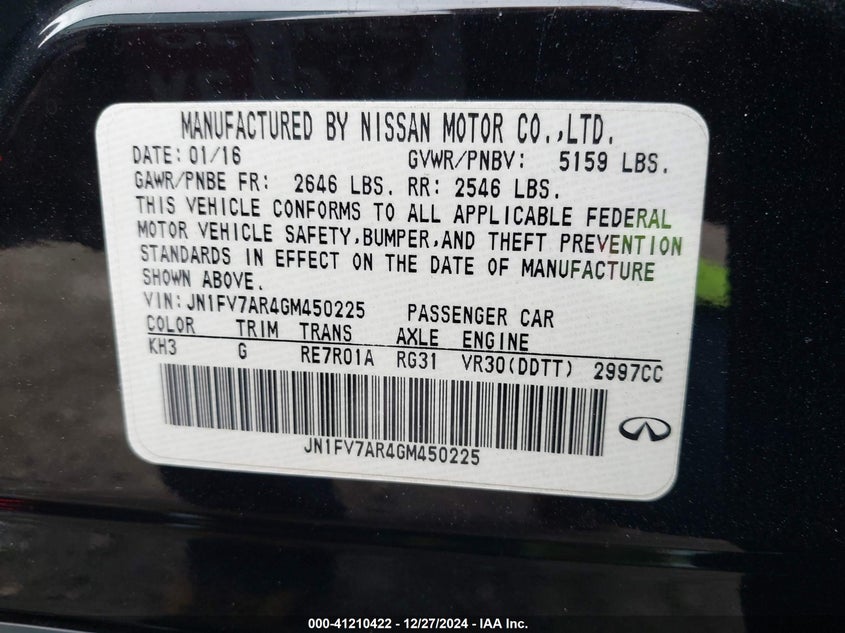 MANUFACTURED BY NISSAN MOTOR CO.,LTD.
DATE: 01/16 GVWR/PNBV: 5159 LBS.
GAWR/PNBE FR: 2646 LBS. RR: 2546 LBS.
THIS VEHICLE CONFORMS TO ALL APPLICABLE FEDERAL
MOTOR VEHICLE SAFETY,BUMPER,AND THEFT PREVENTION
STANDARDS IN EFFECT ON THE DATE OF MANUFACTURE
SHOWN ABOVE.
VIN:JN1FV7AR4GM450225 PASSENGER CAR
COLOR TRIM TRANS AXLE ENGINE
KH3 G RE7R01A RG31 VR30(DDTT) 2997CC
JN1FV7AR4GM450225
000-41210422 - 12/27/2024 - IAA Inc.